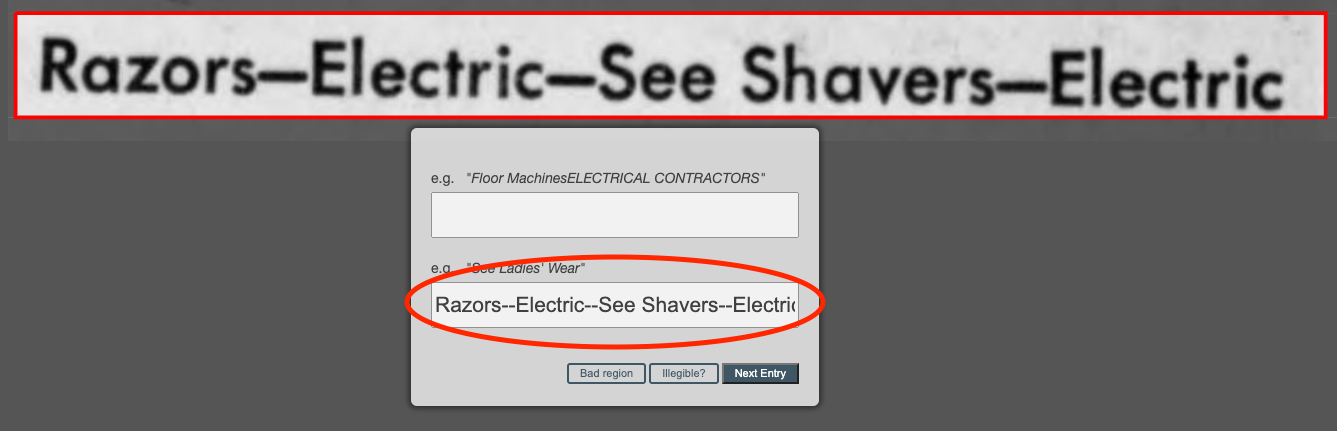 Razors—Electric—See Shavers—Electric
e.g. "Floor MachinesELECTRICAL CONTRACTORS"
e.g. "See Ladies' Wear"
Razors--Electric--See Shavers--Electric
Bad region Illegible? Next Entry